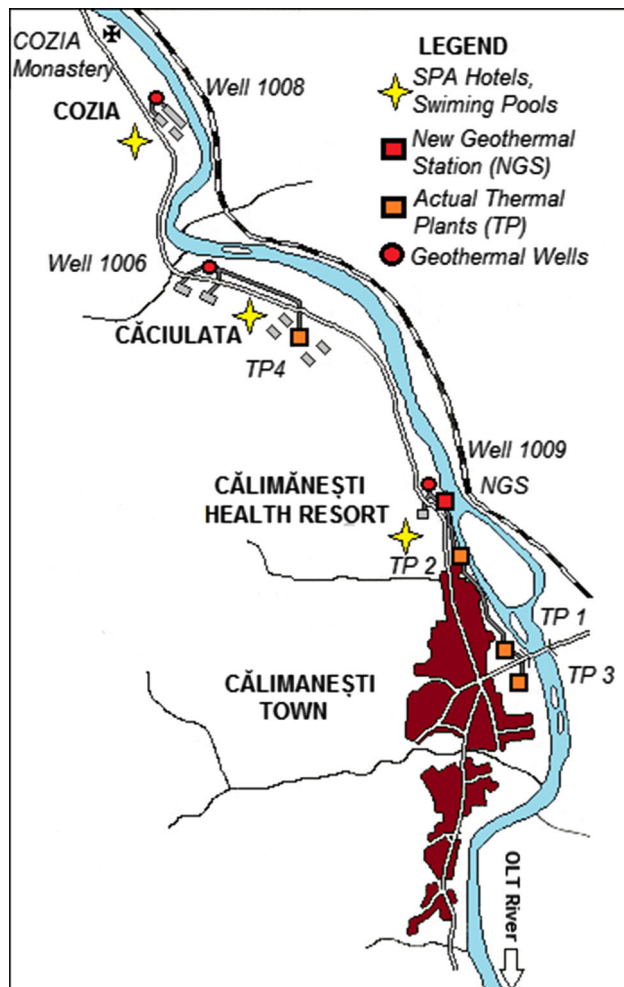 COZIA
Monastery
COZIA
Well 1008
LEGEND
SPA Hotels,
Swiming Pools
New Geothermal
Station (NGS)
Actual Thermal
Plants (TP)
Geothermal Wells
Well 1006
CĂCIULATA
TP4
Well 1009
NGS
CĂLIMĂNEȘTI
HEALTH RESORT
TP 2
TP 1
TP 3
CĂLIMANEȘTI
TOWN
OLT River